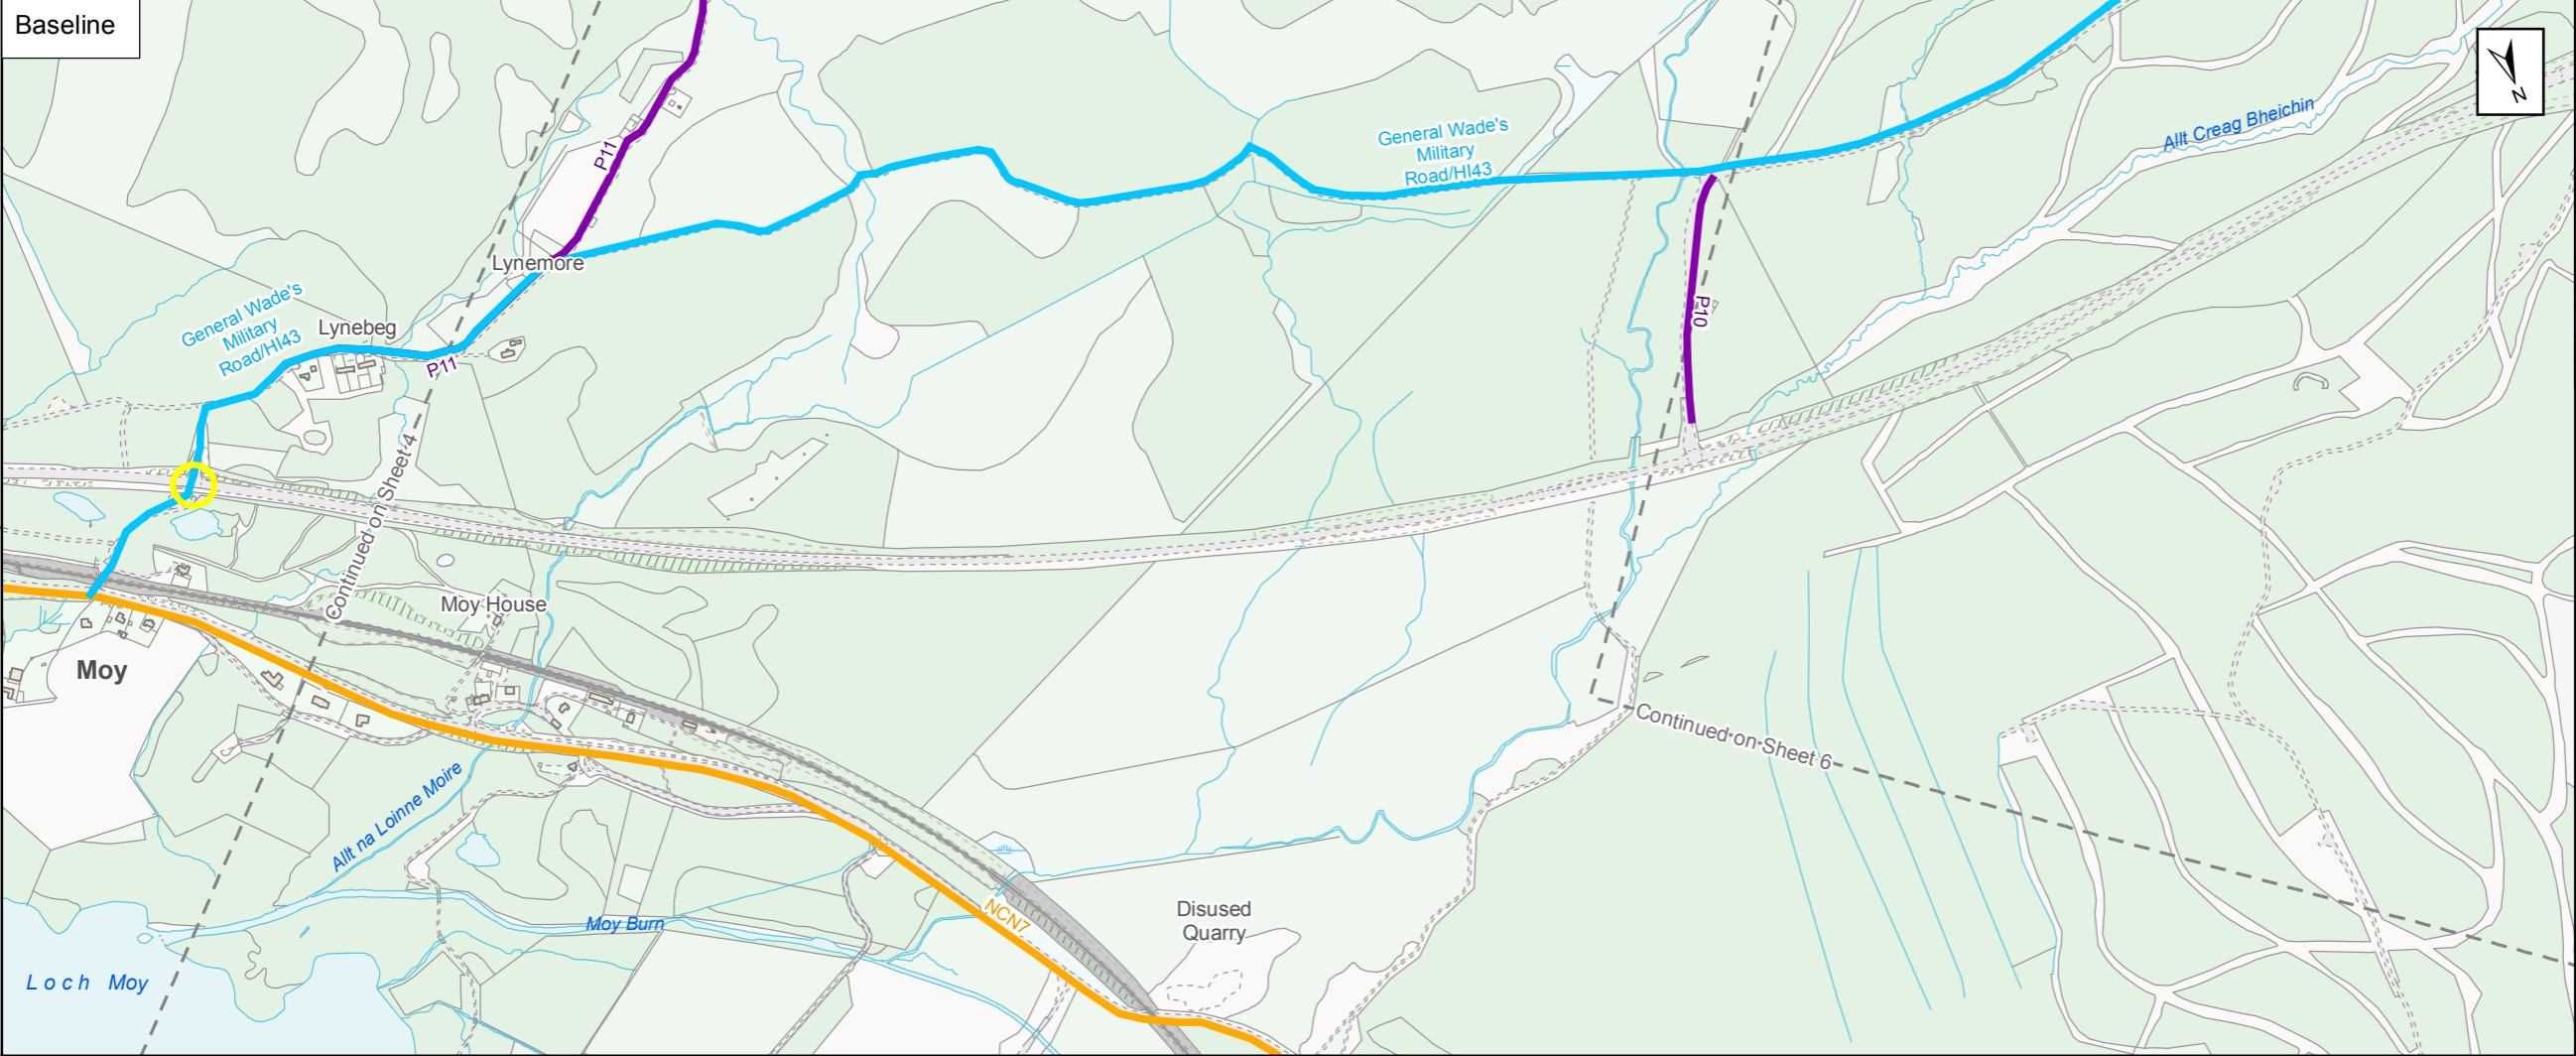 Baseline
N
P11
General Wade's
Military
Road/HI43
Allt Creag Bheichin
Lynemore
General Wade's
Military
Road/HI43
Lynebeg
P11
P10
Continued on Sheet 4
Moy House
Moy
Continued on Sheet 6
Allt na Loinne Moire
NCN7
Disused
Quarry
Moy Burn
Loch Moy